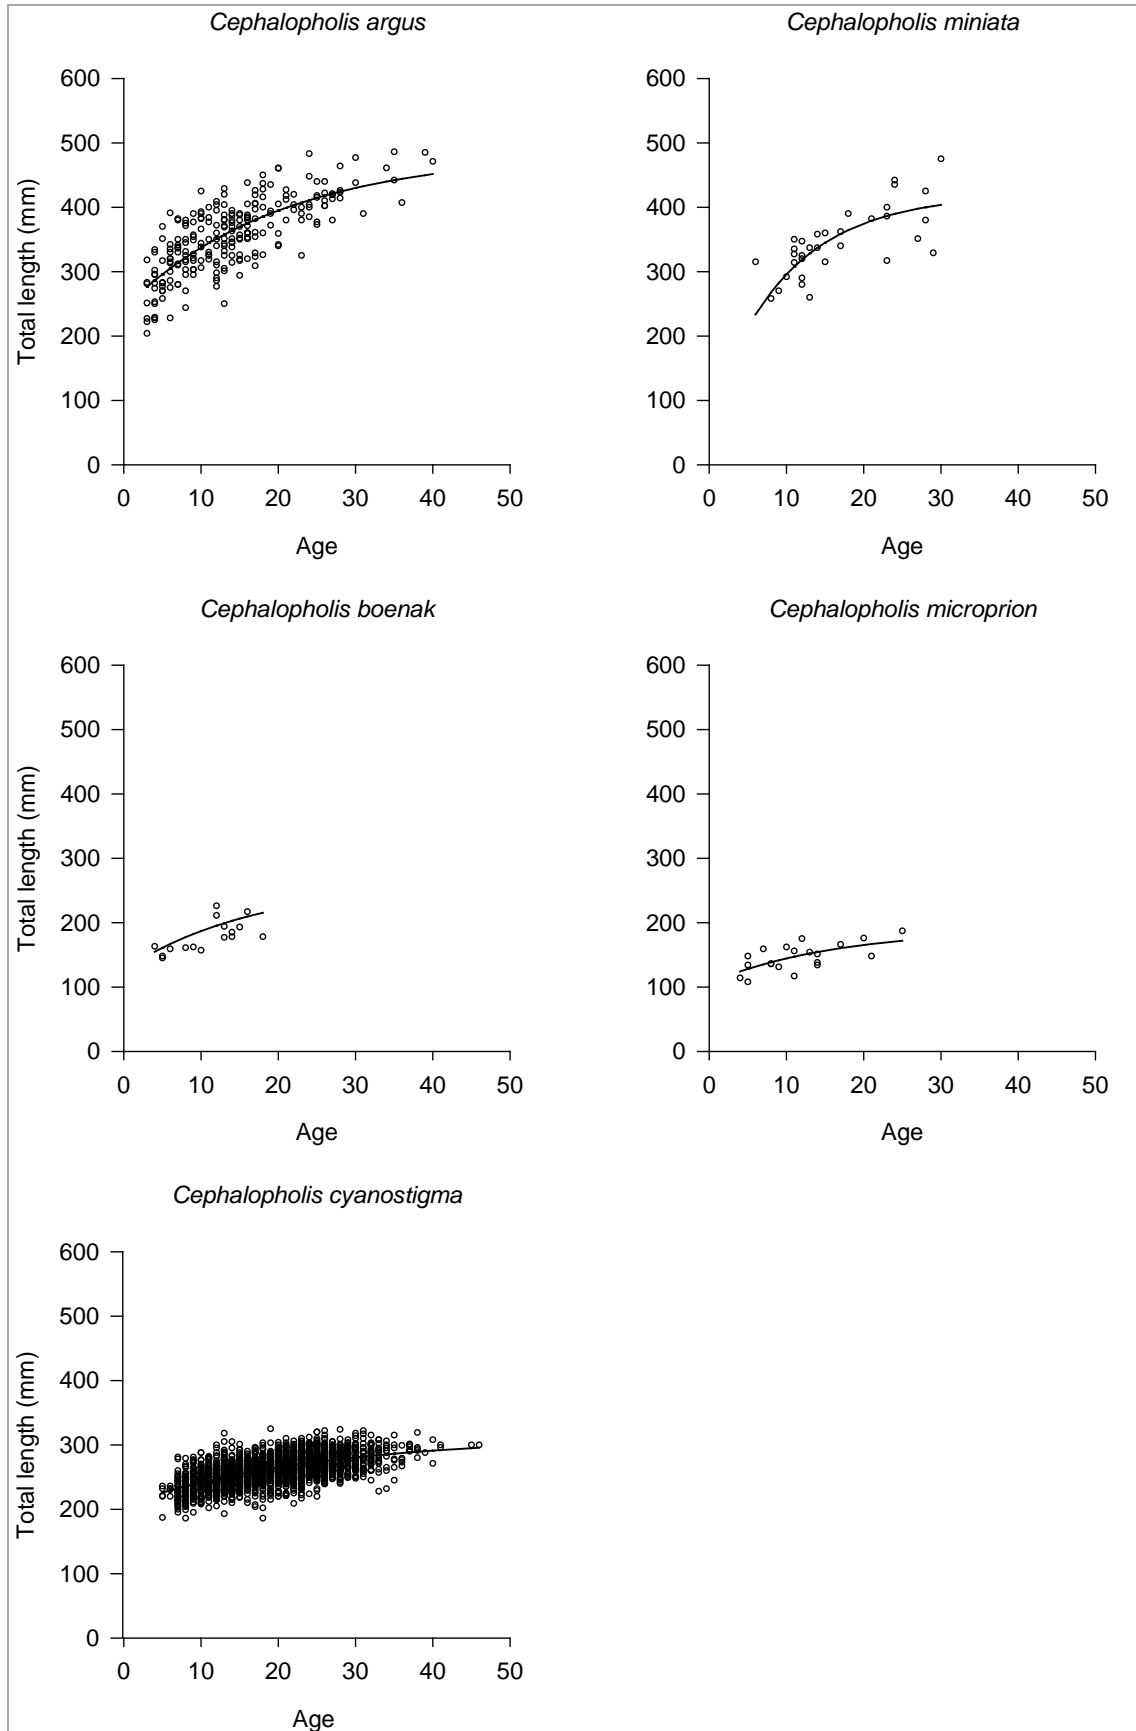 Cephalopholis argus
Total length (mm)
600
500
400
300
200
100
0
0 10 20 30 40 50
Age
Cephalopholis miniata
600
500
400
300
200
100
0
0 10 20 30 40 50
Age
Cephalopholis boenak
Total length (mm)
600
500
400
300
200
100
0
0 10 20 30 40 50
Age
Cephalopholis microprion
600
500
400
300
200
100
0
0 10 20 30 40 50
Age
Cephalopholis cyanostigma
Total length (mm)
600
500
400
300
200
100
0
0 10 20 30 40 50
Age